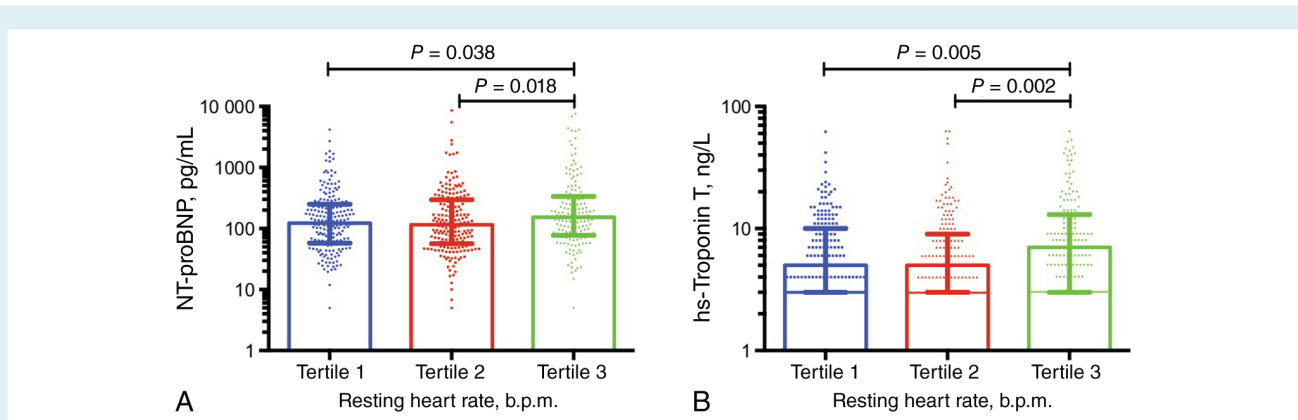 P = 0.038
P = 0.018
10 000
1000
100
10
1
NT-proBNP, pg/mL
Tertile 1 Tertile 2 Tertile 3
Resting heart rate, b.p.m.
A
P = 0.005
P = 0.002
100
10
1
hs-Troponin T, ng/L
Tertile 1 Tertile 2 Tertile 3
Resting heart rate, b.p.m.
B